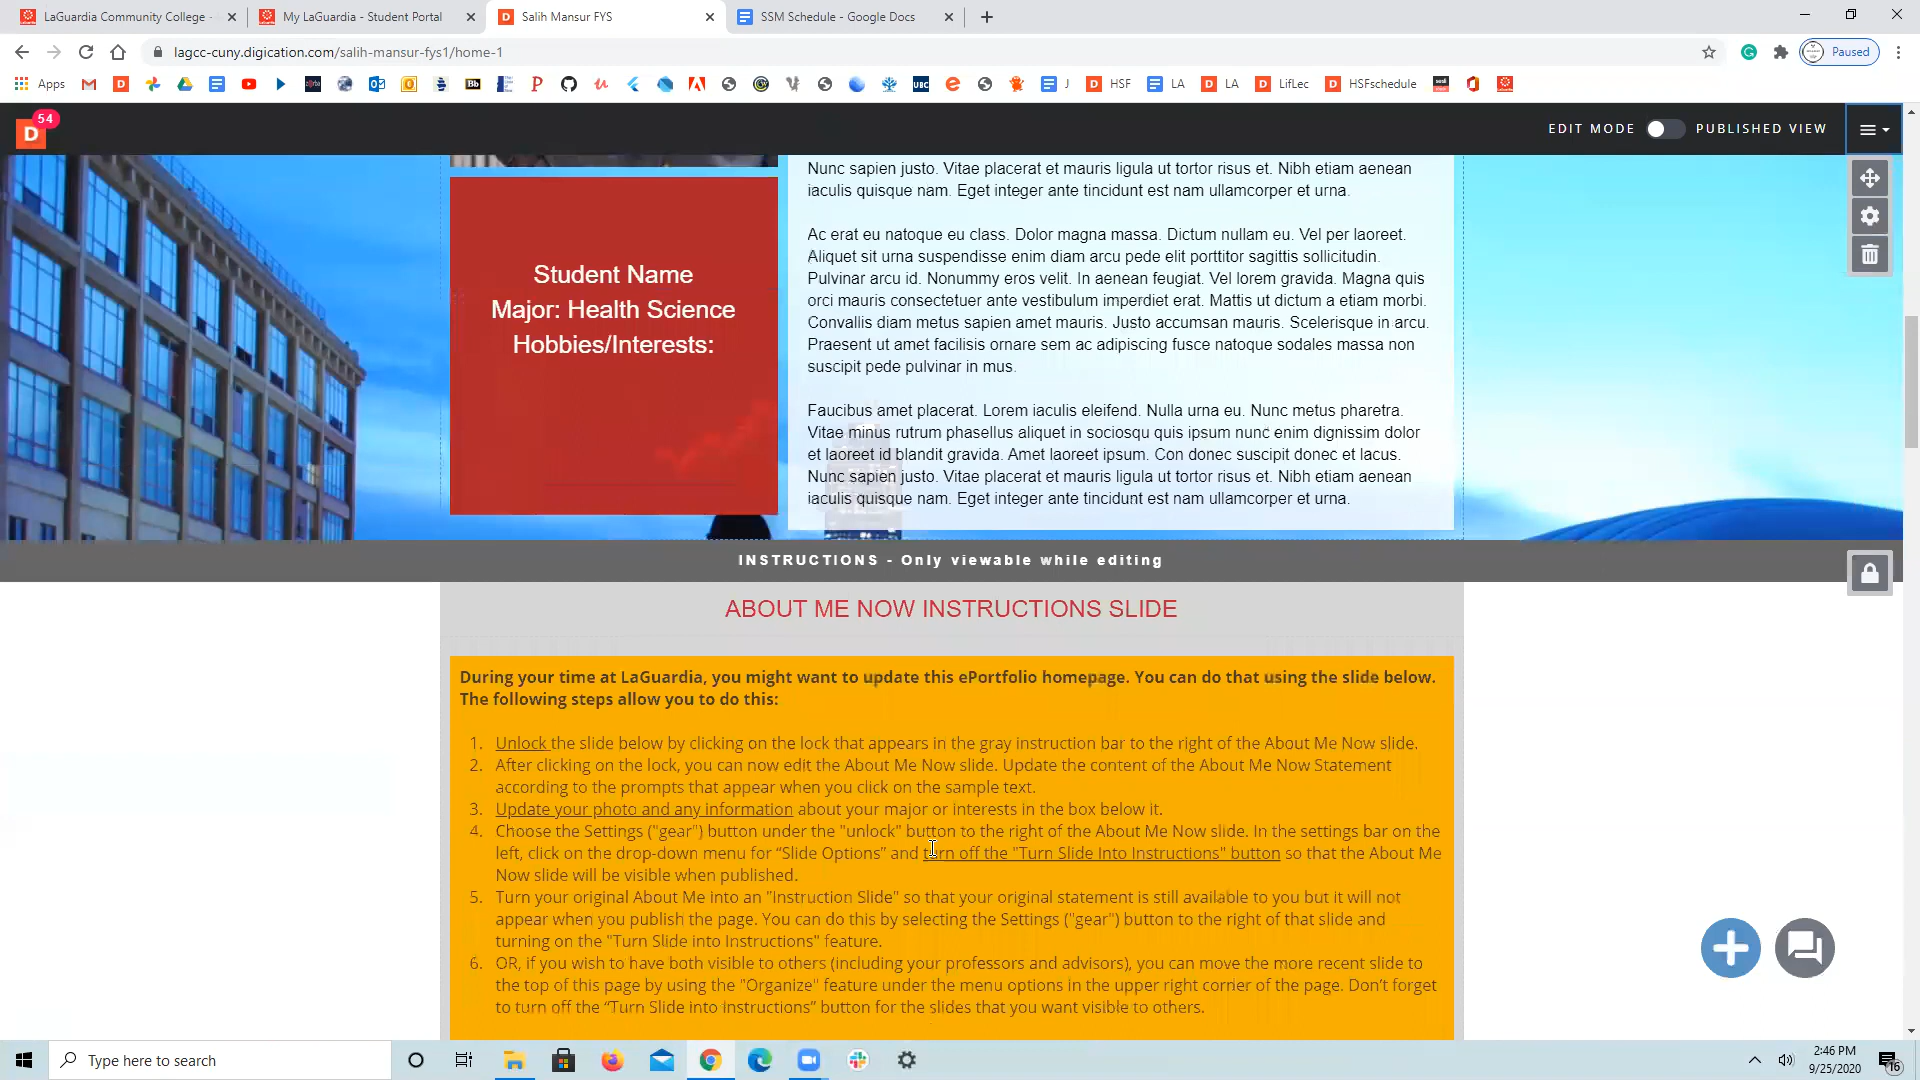 LaGuardia Community College -
My LaGuardia - Student Portal
Salih Mansur FYS
SSM Schedule - Google Docs
lagcc-cuny.digication.com/salih-mansur-fys1/home-1
Paused
Apps
Bb
UBC
J
HSF
LA
LA
LifLec
HSFschedule
54
D
EDIT MODE
PUBLISHED VIEW
Nunc sapien justo. Vitae placerat et mauris ligula ut tortor risus et. Nibh etiam aenean
iaculis quisque nam. Eget integer ante tincidunt est nam ullamcorper et urna.
Student Name
Major: Health Science
Hobbies/Interests:
Ac erat eu natoque eu class. Dolor magna massa. Dictum nullam eu. Vel per laoreet.
Aliquet sit urna suspendisse enim diam arcu pede elit porttitor sagittis sollicitudin.
Pulvinar arcu id. Nonummy eros velit. In aenean feugiat. Vel lorem gravida. Magna quis
orci mauris consectetuer ante vestibulum imperdiet erat. Mattis ut dictum a etiam morbi.
Convallis diam metus sapien amet mauris. Justo accumsan mauris. Scelerisque in arcu.
Praesent ut amet facilisis ornare sem ac adipiscing fusce natoque sodales massa non
suscipit pede pulvinar in mus.
Faucibus amet placerat. Lorem iaculis eleifend. Nulla urna eu. Nunc metus pharetra.
Vitae minus rutrum phasellus aliquet in sociosqu quis ipsum nunc enim dignissim dolor
et laoreet id blandit gravida. Amet laoreet ipsum. Con donec suscipit donec et lacus.
Nunc sapien justo. Vitae placerat et mauris ligula ut tortor risus et. Nibh etiam aenean
iaculis quisque nam. Eget integer ante tincidunt est nam ullamcorper et urna.
INSTRUCTIONS - Only viewable while editing
ABOUT ME NOW INSTRUCTIONS SLIDE
During your time at LaGuardia, you might want to update this ePortfolio homepage. You can do that using the slide below.
The following steps allow you to do this:
1. Unlock the slide below by clicking on the lock that appears in the gray instruction bar to the right of the About Me Now slide.
2. After clicking on the lock, you can now edit the About Me Now slide. Update the content of the About Me Now Statement
according to the prompts that appear when you click on the sample text.
3. Update your photo and any information about your major or interests in the box below it.
4. Choose the Settings ("gear") button under the "unlock" button to the right of the About Me Now slide. In the settings bar on the
left, click on the drop-down menu for “Slide Options” and turn off the "Turn Slide Into Instructions" button so that the About Me
Now slide will be visible when published.
5. Turn your original About Me into an "Instruction Slide" so that your original statement is still available to you but it will not
appear when you publish the page. You can do this by selecting the Settings ("gear") button to the right of that slide and
turning on the "Turn Slide into Instructions" feature.
6. OR, if you wish to have both visible to others (including your professors and advisors), you can move the more recent slide to
the top of this page by using the "Organize" feature under the menu options in the upper right corner of the page. Don’t forget
to turn off the “Turn Slide into Instructions” button for the slides that you want visible to others.
Type here to search
2:46 PM
9/25/2020
16